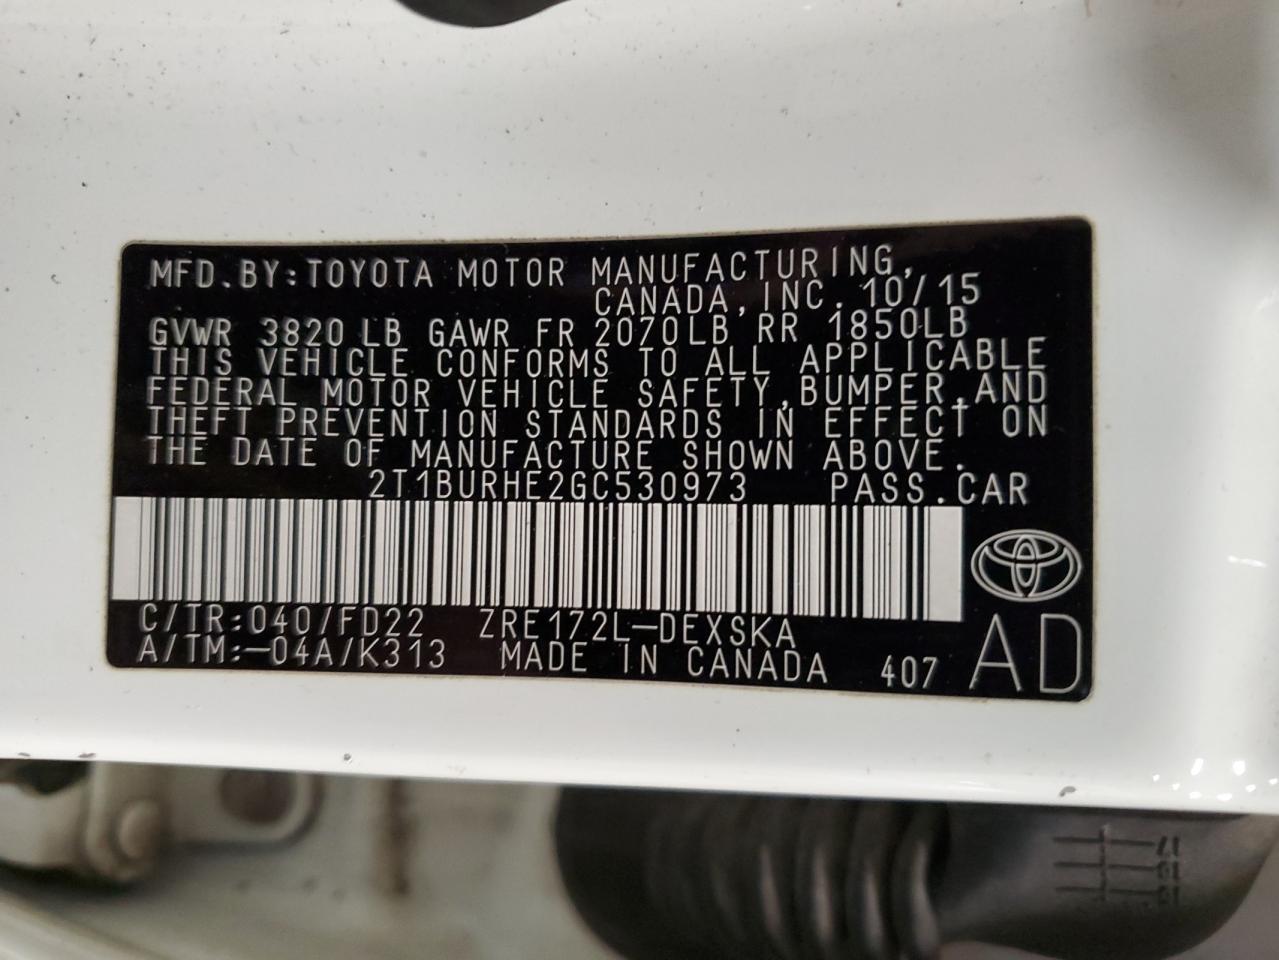 MFD.BY:TOYOTA MOTOR MANUFACTURING,
CANADA,INC. 10/15
GVWR 3820 LB GAWR FR 2070LB RR 1850LB
THIS VEHICLE CONFORMS TO ALL APPLICABLE
FEDERAL MOTOR VEHICLE SAFETY,BUMPER,AND
THEFT PREVENTION STANDARDS IN EFFECT ON
THE DATE OF MANUFACTURE SHOWN ABOVE.
2T1BURHE2GC530973 PASS.CAR
C/TR:040/FD22 ZRE172L-DEXSKA
A/TM:-04A/K313 MADE IN CANADA 407
AD